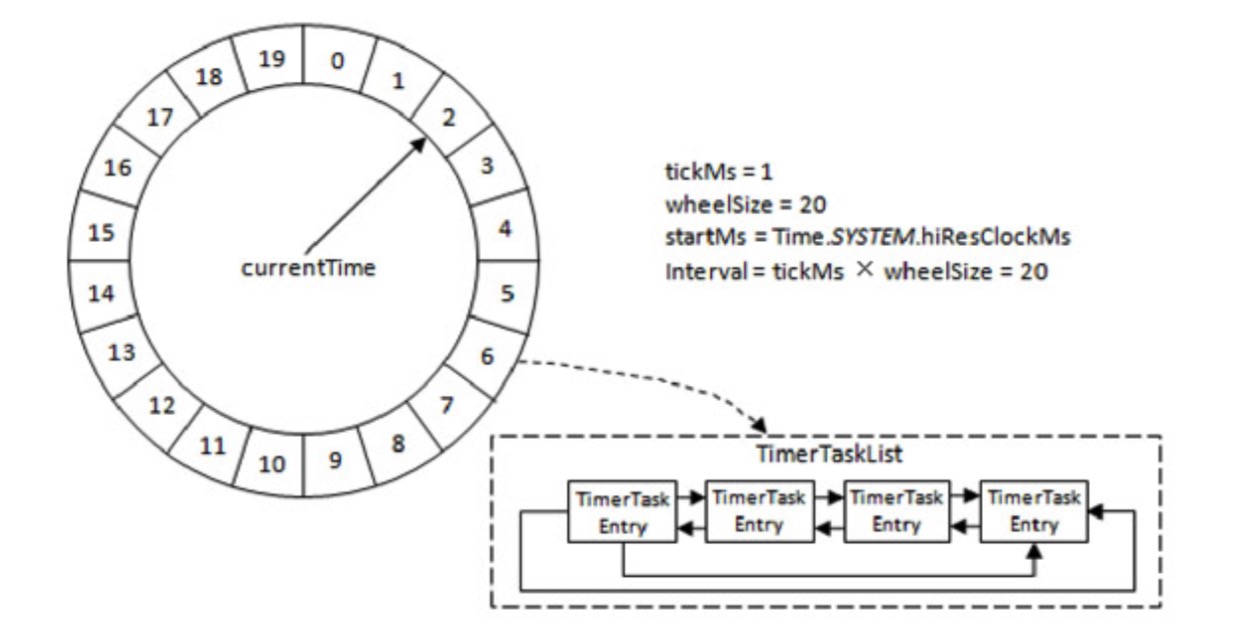 0
1
2
3
4
5
6
7
8
9
10
11
12
13
14
15
16
17
18
19
currentTime
tickMs = 1
wheelSize = 20
startMs = Time.SYSTEM.hiResClockMs
Interval = tickMs × wheelSize = 20
TimerTaskList
TimerTask
Entry
TimerTask
Entry
TimerTask
Entry
TimerTask
Entry